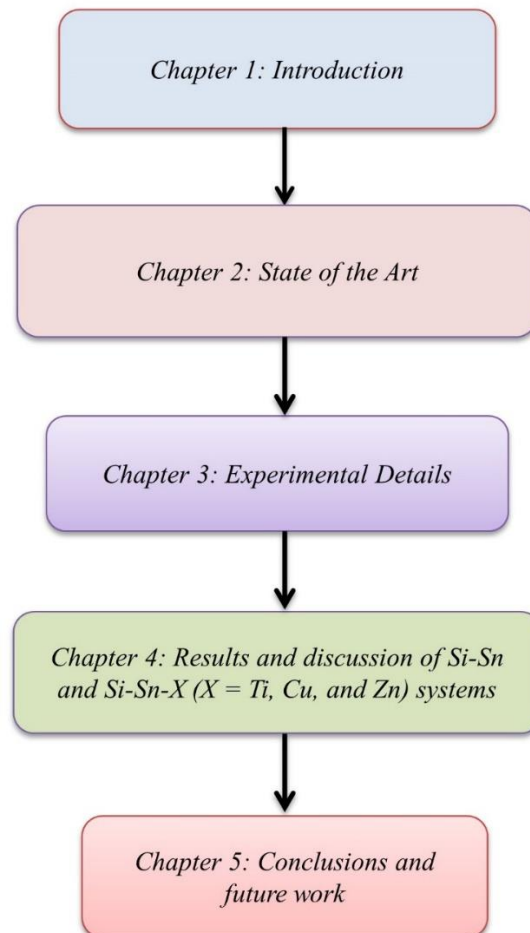 Chapter 1: Introduction
Chapter 2: State of the Art
Chapter 3: Experimental Details
Chapter 4: Results and discussion of Si-Sn
and Si-Sn-X (X = Ti, Cu, and Zn) systems
Chapter 5: Conclusions and
future work